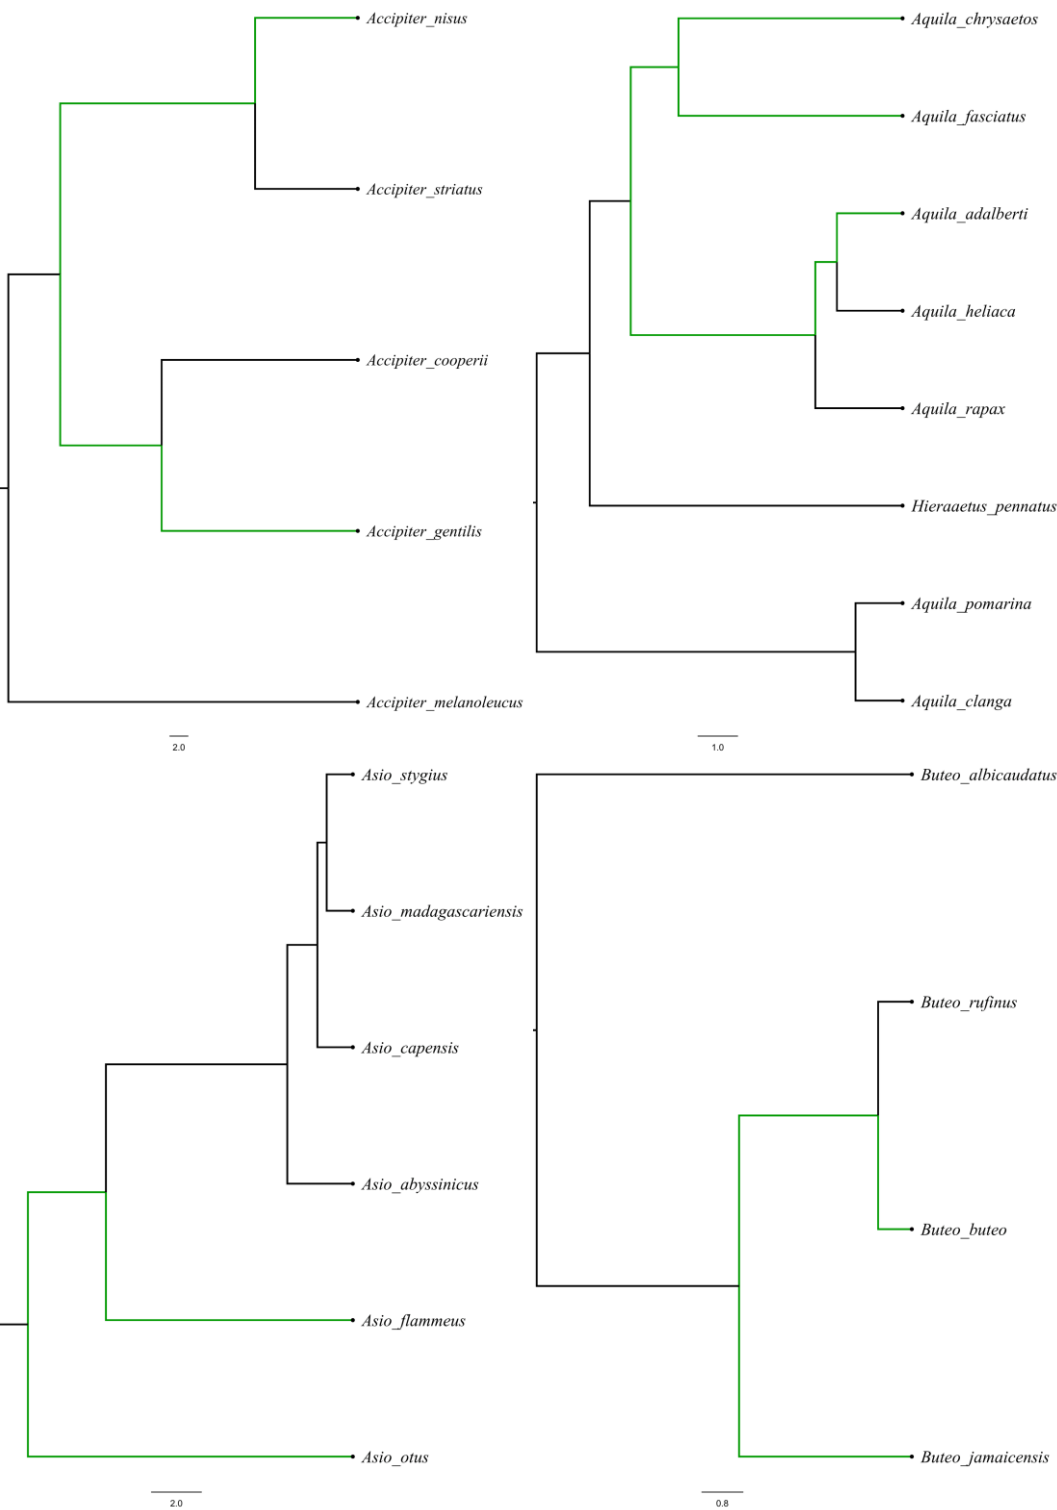 Accipiter_nisus
Accipiter_striatus
Accipiter_cooperii
Accipiter_gentilis
Accipiter_melanoleucus
2.0
Aquila_chrysaetos
Aquila_fasciatus
Aquila_adalberti
Aquila_heliaca
Aquila_rapax
Hieraaetus_pennatus
Aquila_pomarina
Aquila_clanga
1.0
Asio_stygius
Asio_madagascariensis
Asio_capensis
Asio_abyssinicus
Asio_flammeus
Asio_otus
2.0
Buteo_albicaudatus
Buteo_rufinus
Buteo_buteo
Buteo_jamaicensis
0.8